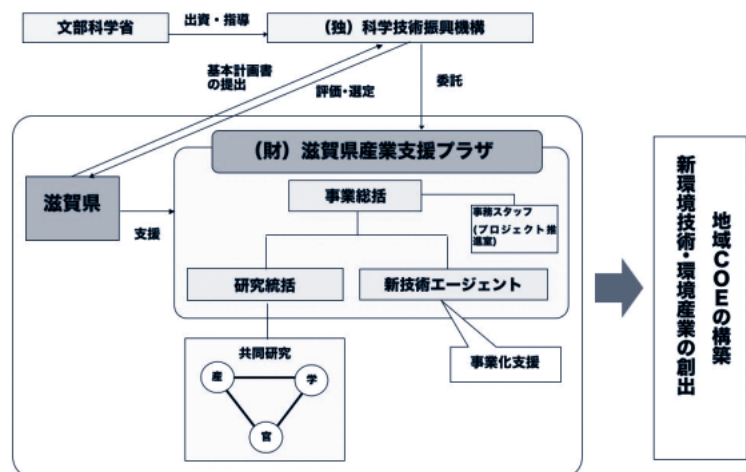 文部科学省
出資・指導
（独）科学技術振興機構
基本計画書
の提出
評価・選定
委託
（財）滋賀県産業支援プラザ
滋賀県
支援
事業総括
事務スタッフ
(プロジェクト推
進室)
研究統括
新技術エージェント
共同研究
産
学
官
事業化支援
地域COEの構築
新環境技術・環境産業の創出